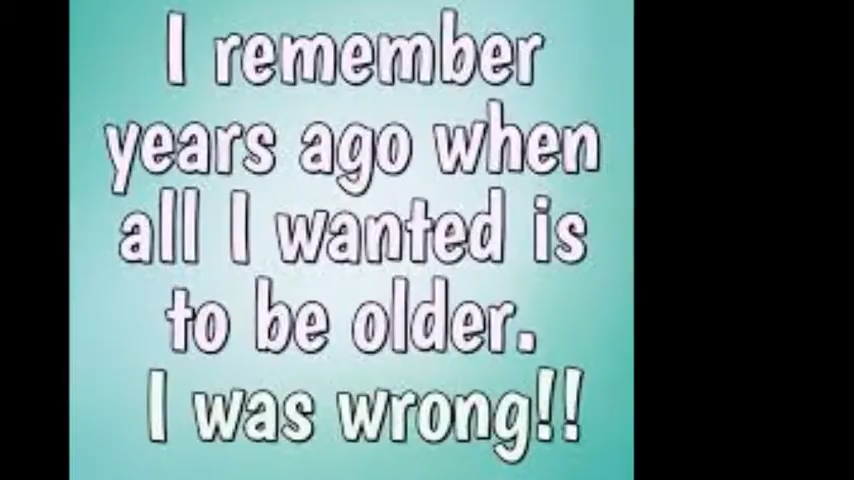 I remember
years ago when
all I wanted is
to be older.
I was wrong!!